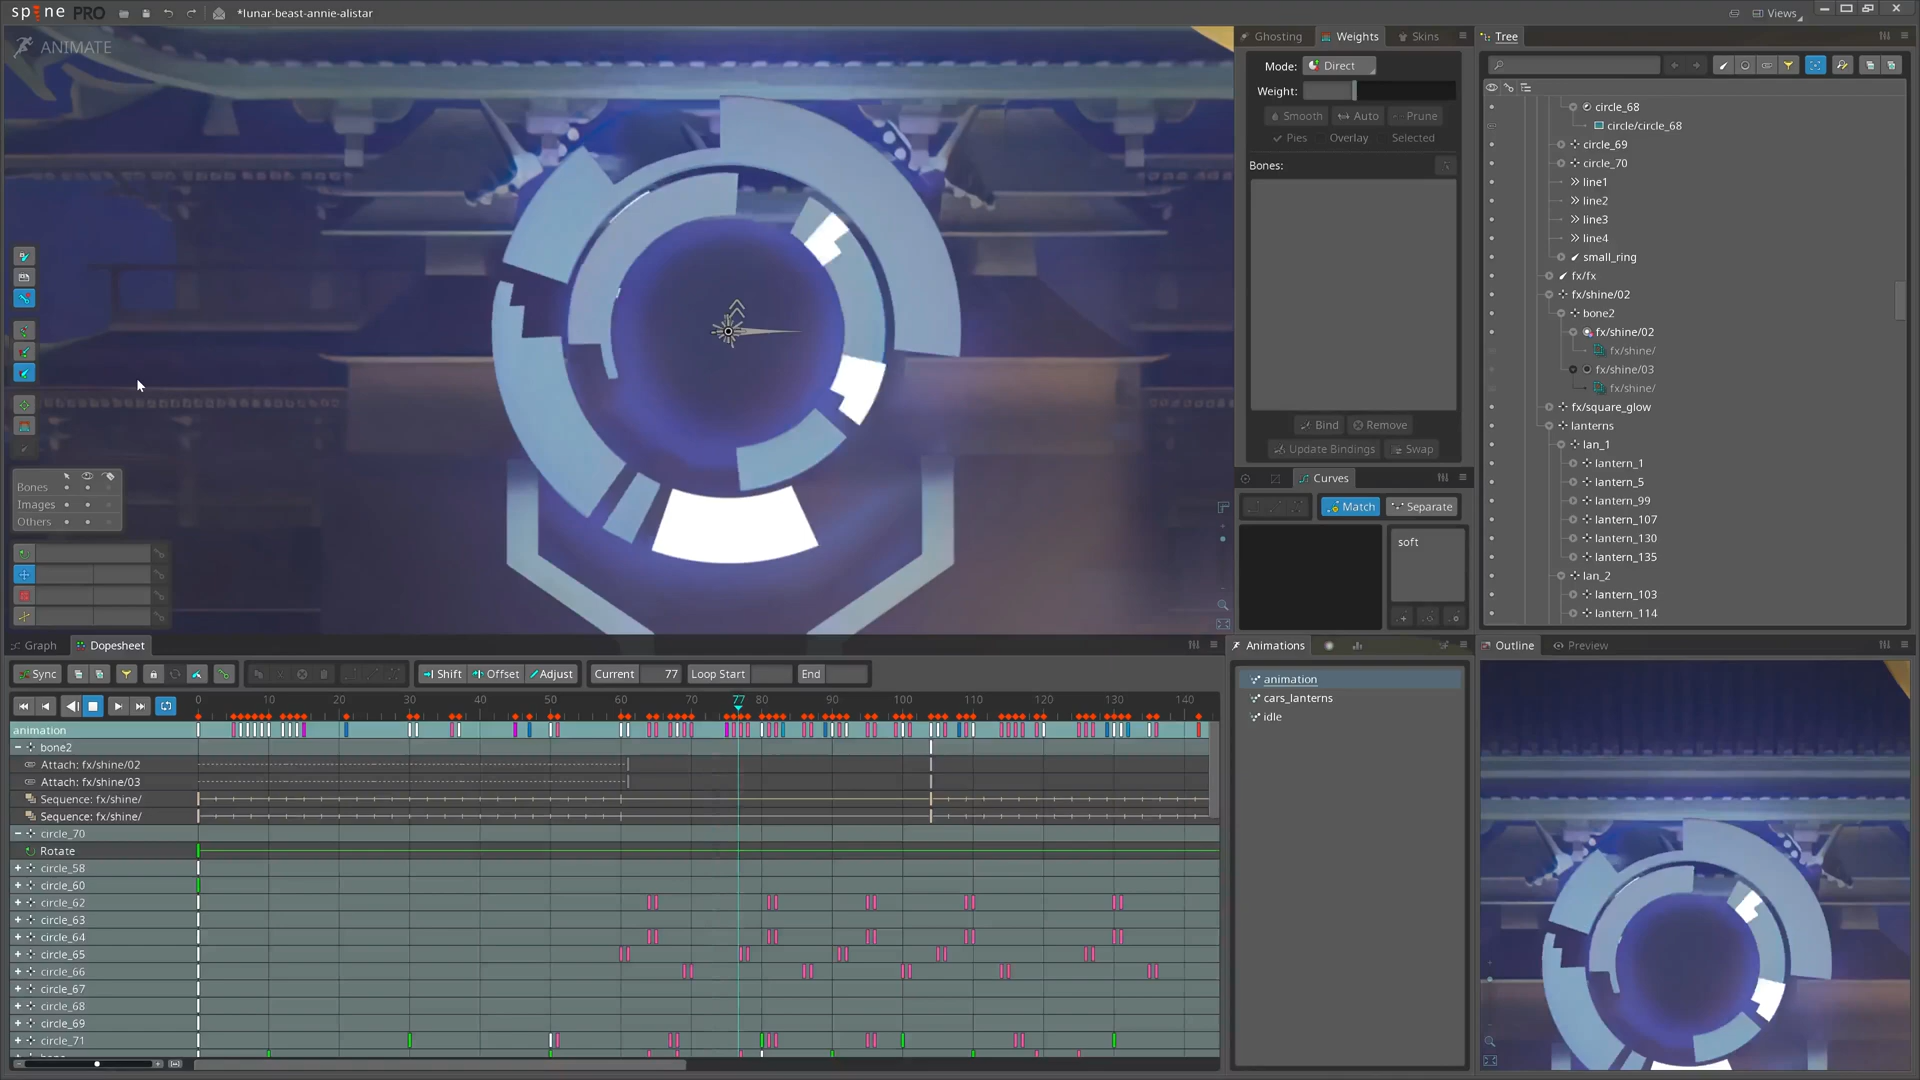 spine PRO
*lunar-beast-annie-alistar
Views
ANIMATE
Bones
Images
Others
Ghosting
Weights
Skins
Mode:
Direct
Weight:
Smooth
Auto
Prune
Pies
Overlay
Selected
Bones:
Bind
Remove
Update Bindings
Swap
Curves
Match
Separate
soft
Tree
circle_68
circle/circle_68
circle_69
circle_70
line1
line2
line3
line4
small_ring
fx/fx
fx/shine/02
bone2
fx/shine/02
fx/shine/
fx/shine/03
fx/shine/
fx/square_glow
lanterns
lan_1
lantern_1
lantern_5
lantern_99
lantern_107
lantern_130
lantern_135
lan_2
lantern_103
lantern_114
Graph
Dopesheet
Sync
Shift
Offset
Adjust
Current 77
Loop Start
End
0 10 20 30 40 50 60 70 77 80 90 100 110 120 130 140
animation
bone2
Attach: fx/shine/02
Attach: fx/shine/03
Sequence: fx/shine/
Sequence: fx/shine/
circle_70
Rotate
circle_58
circle_60
circle_62
circle_63
circle_64
circle_65
circle_66
circle_67
circle_68
circle_69
circle_71
Animations
animation
cars_lanterns
idle
Outline
Preview